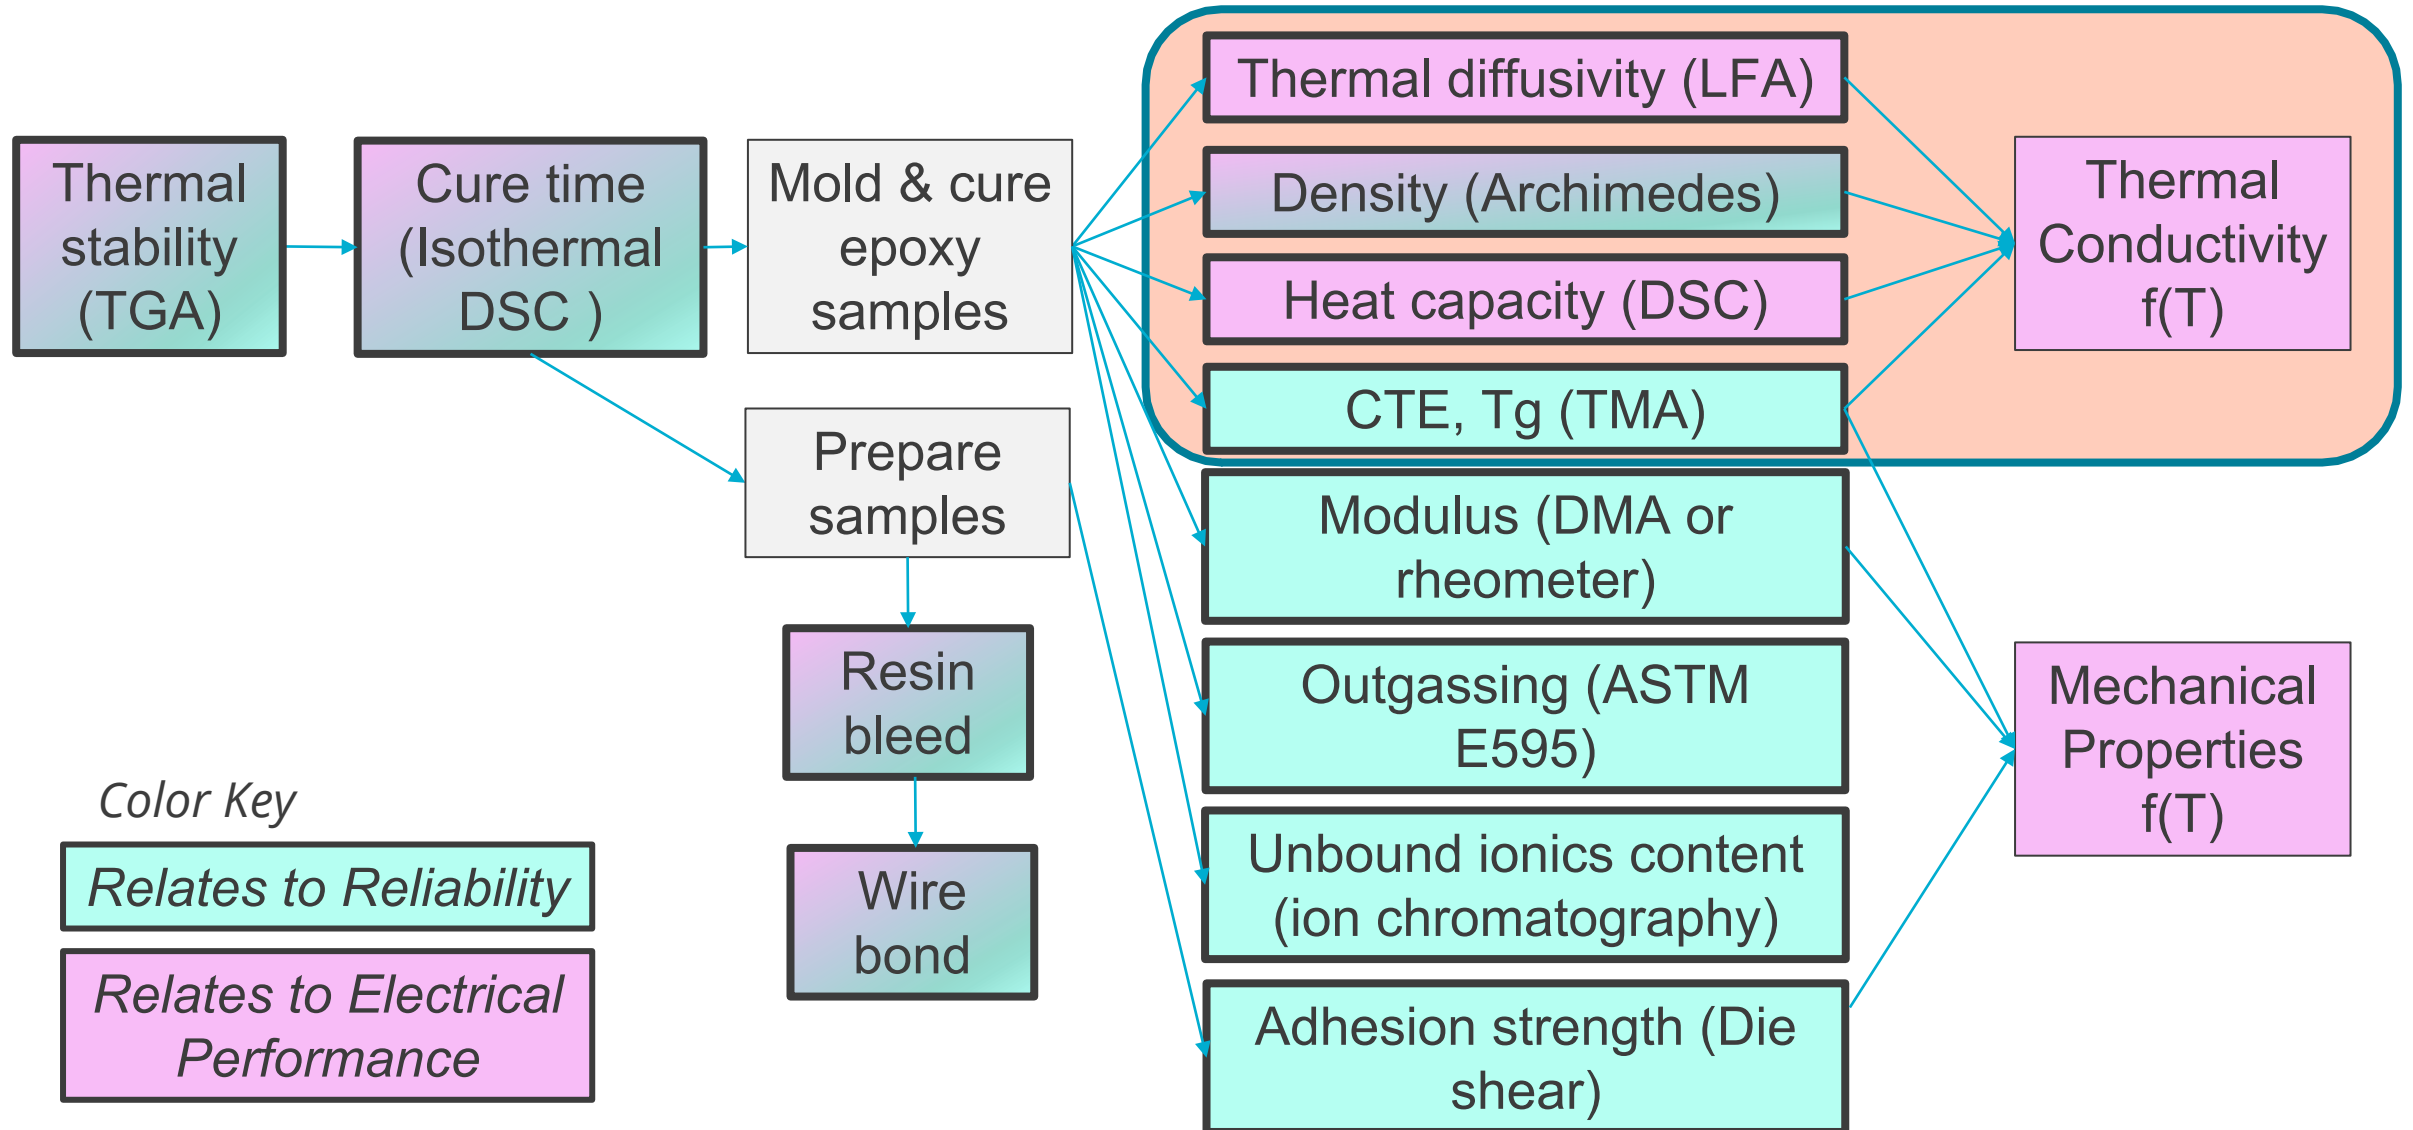 Thermal
stability
(TGA)
Cure time
(Isothermal
DSC )
Mold & cure
epoxy
samples
Prepare
samples
Resin
bleed
Wire
bond
Thermal diffusivity (LFA)
Density (Archimedes)
Heat capacity (DSC)
CTE, Tg (TMA)
Modulus (DMA or
rheometer)
Outgassing (ASTM
E595)
Unbound ionics content
(ion chromatography)
Adhesion strength (Die
shear)
Thermal
Conductivity
f(T)
Mechanical
Properties
f(T)
Color Key
Relates to Reliability
Relates to Electrical
Performance